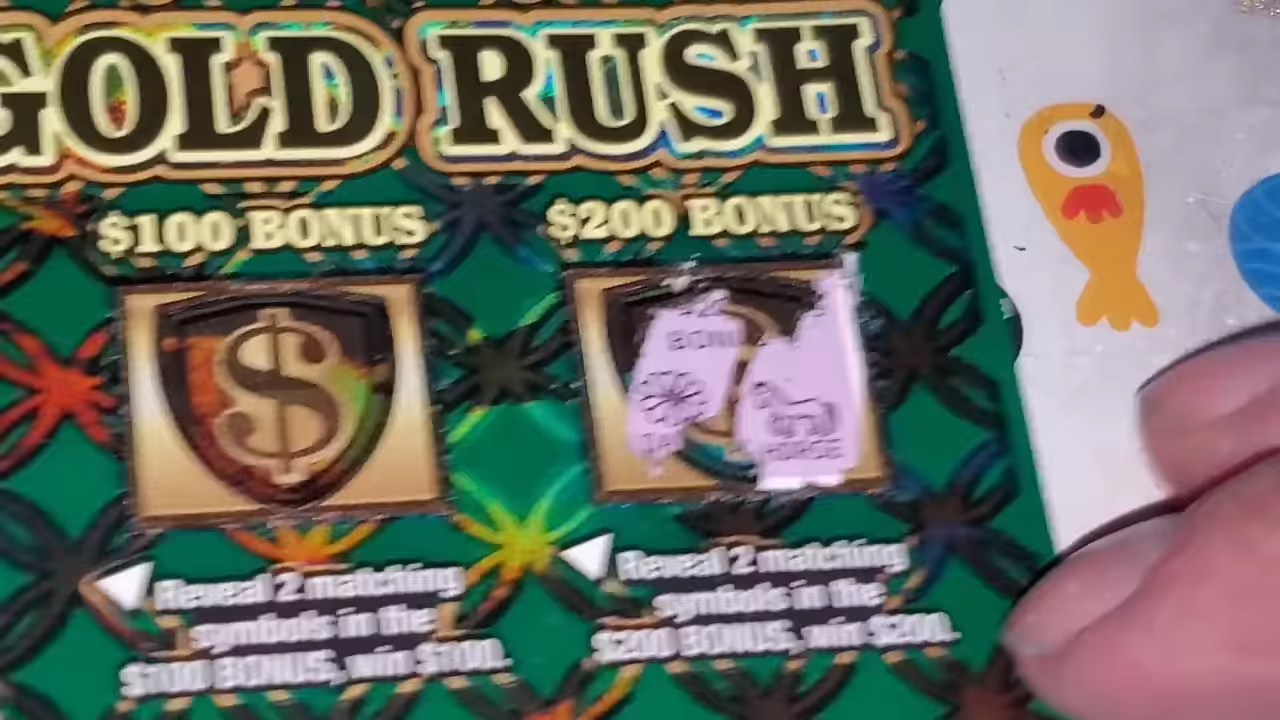 GOLD RUSH
$100 BONUS
$200 BONUS
Reveal 2 matching
symbols in the
$100 BONUS, win $100.
Reveal 2 matching
symbols in the
$200 BONUS, win $200.
HORSE